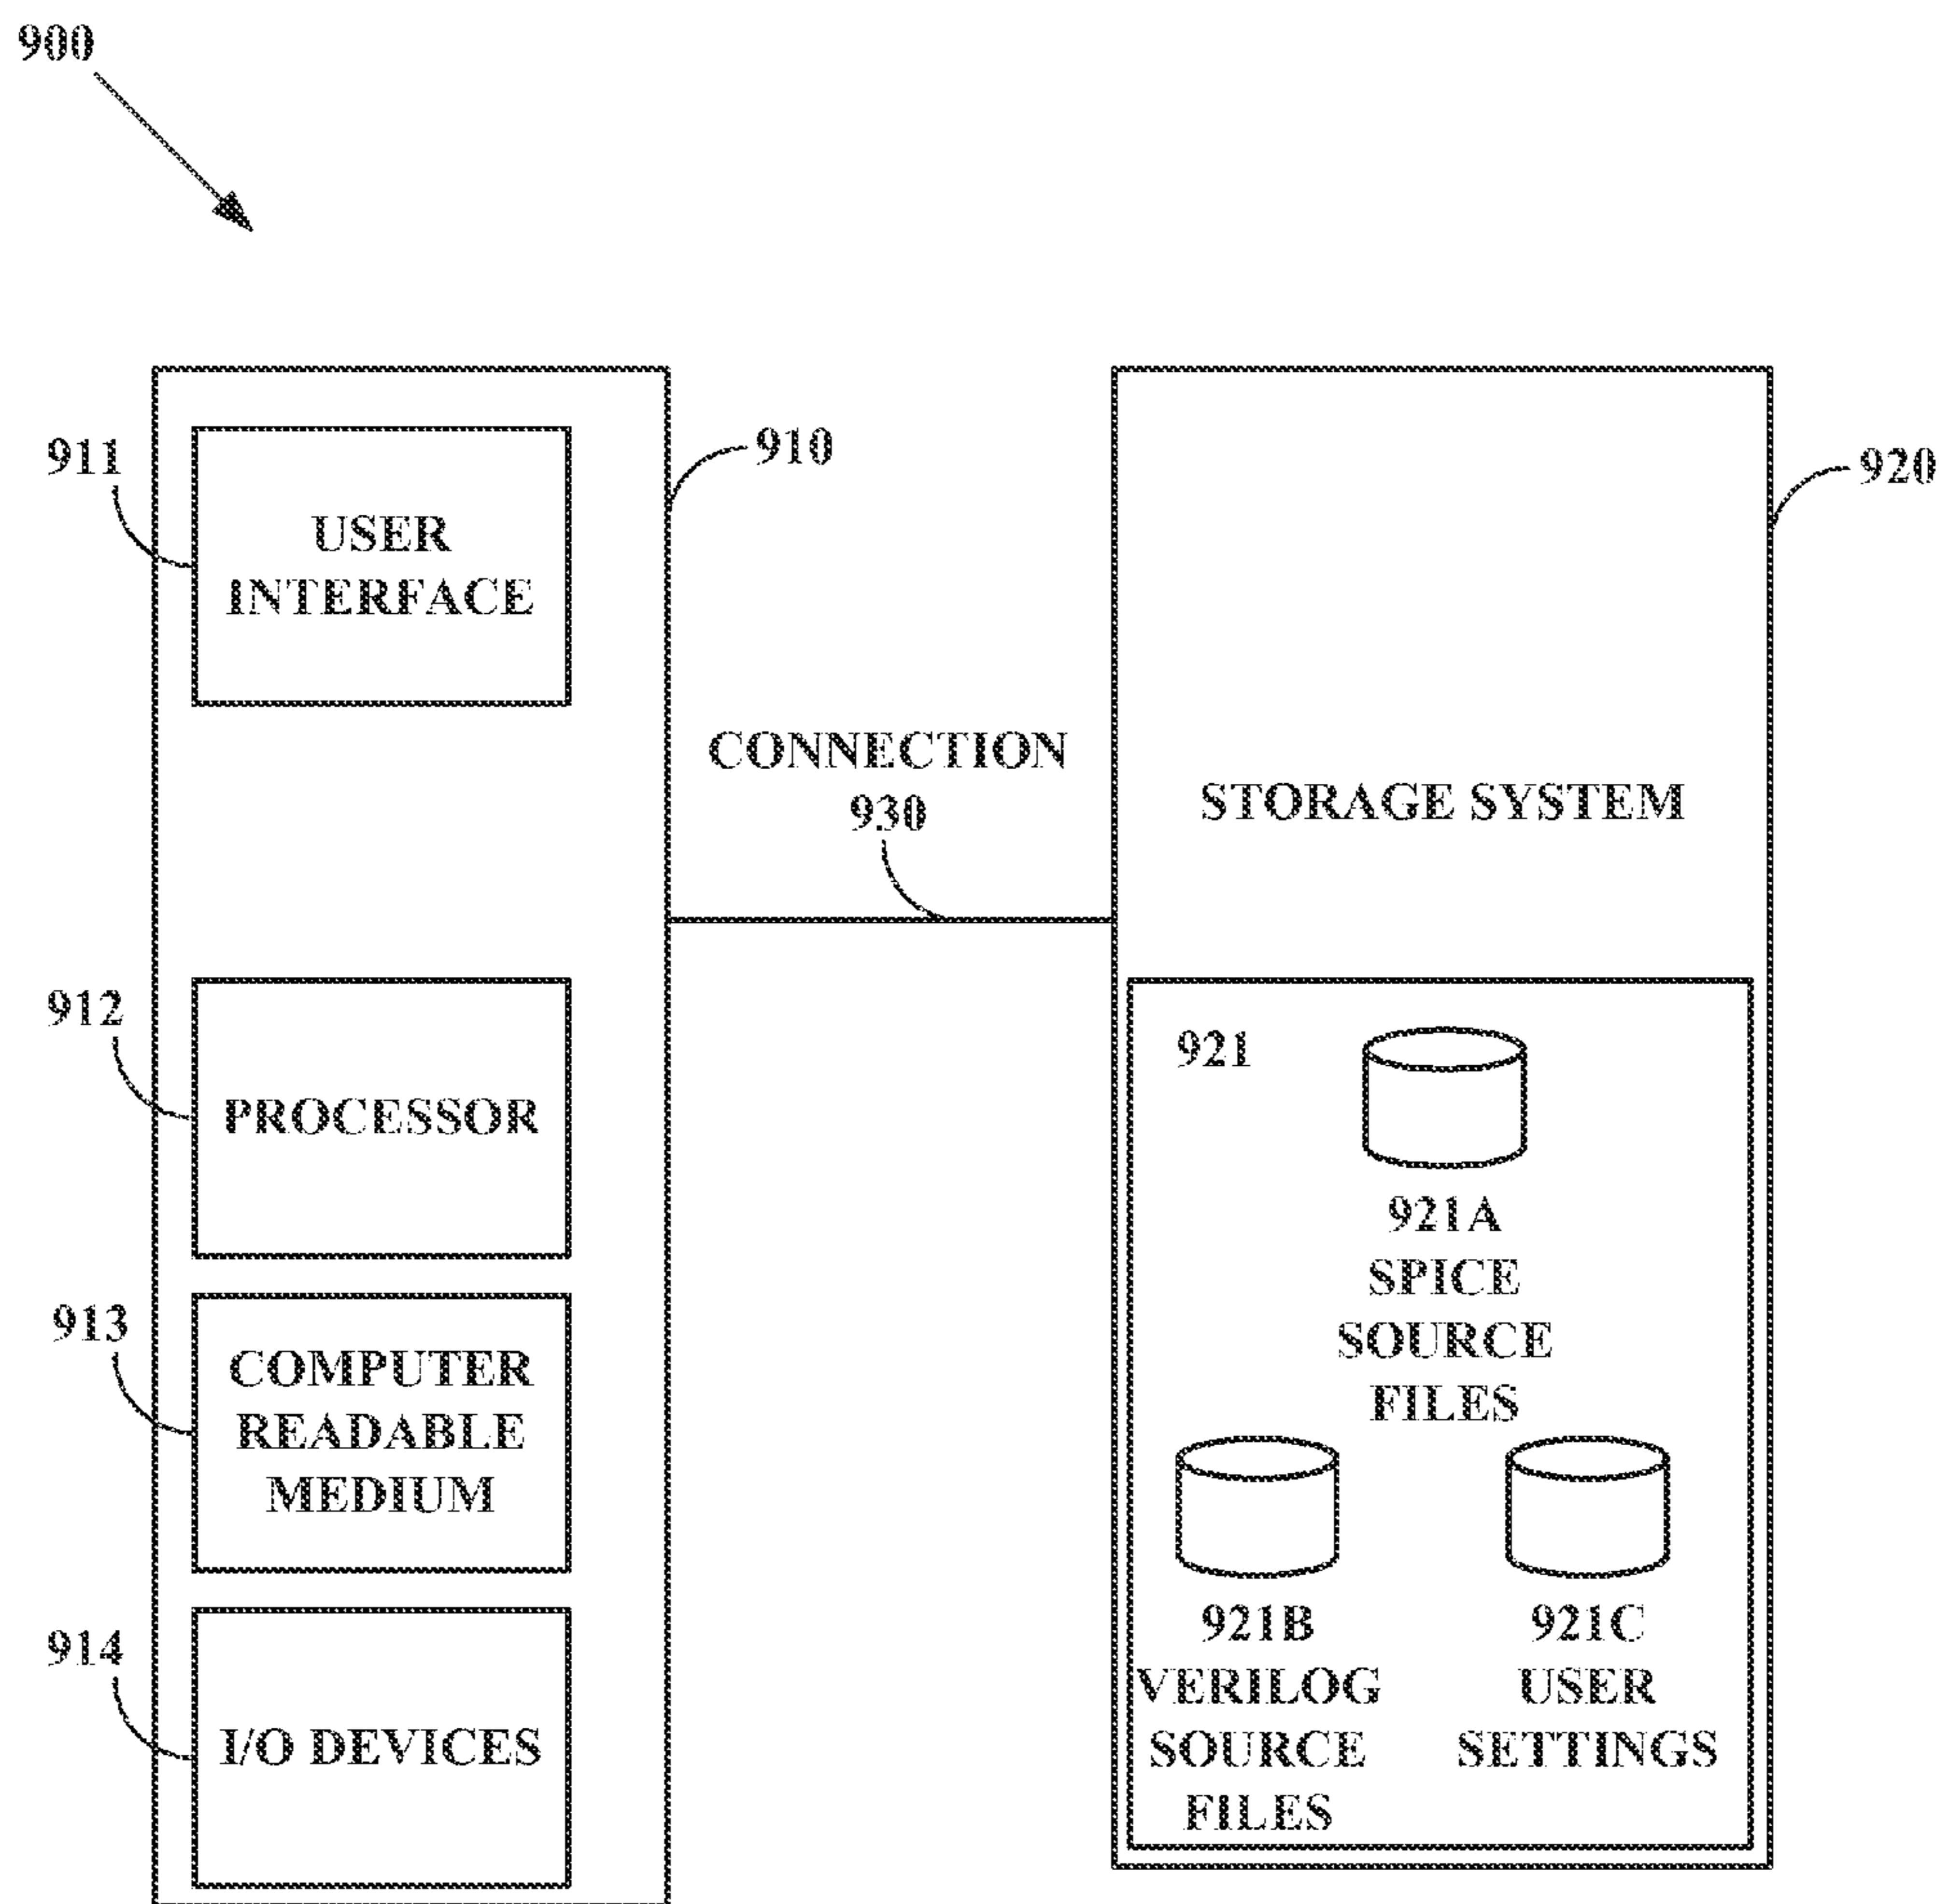 900
911
USER
INTERFACE
910
920
CONNECTION
930
STORAGE SYSTEM
912
PROCESSOR
913
COMPUTER
READABLE
MEDIUM
914
I/O DEVICES
921
921A
SPICE
SOURCE
FILES
921B
VERILOG
SOURCE
FILES
921C
USER
SETTINGS